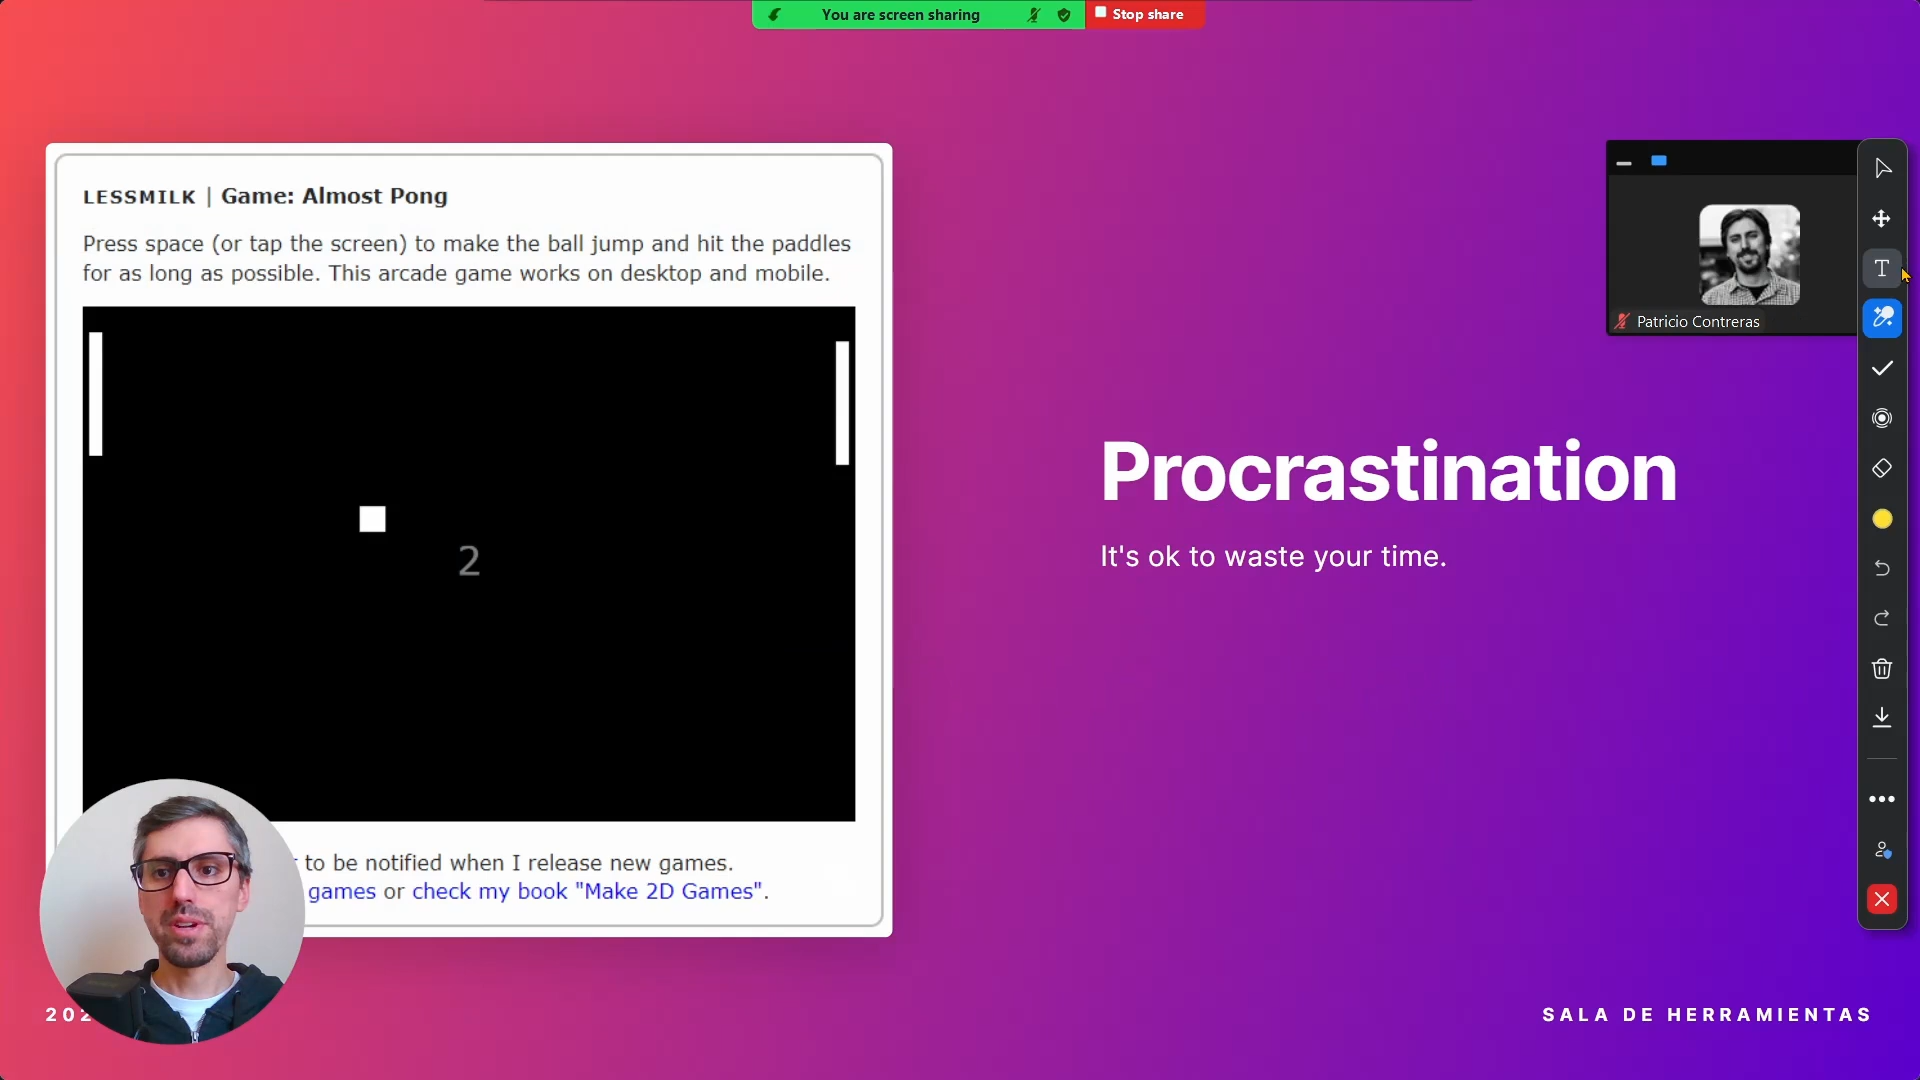 You are screen sharing
Stop share
LESSMILK | Game: Almost Pong
Press space (or tap the screen) to make the ball jump and hit the paddles
for as long as possible. This arcade game works on desktop and mobile.
2
to be notified when I release new games.
games or check my book "Make 2D Games".
Procrastination
It's ok to waste your time.
Patricio Contreras
T
202
SALA DE HERRAMIENTAS